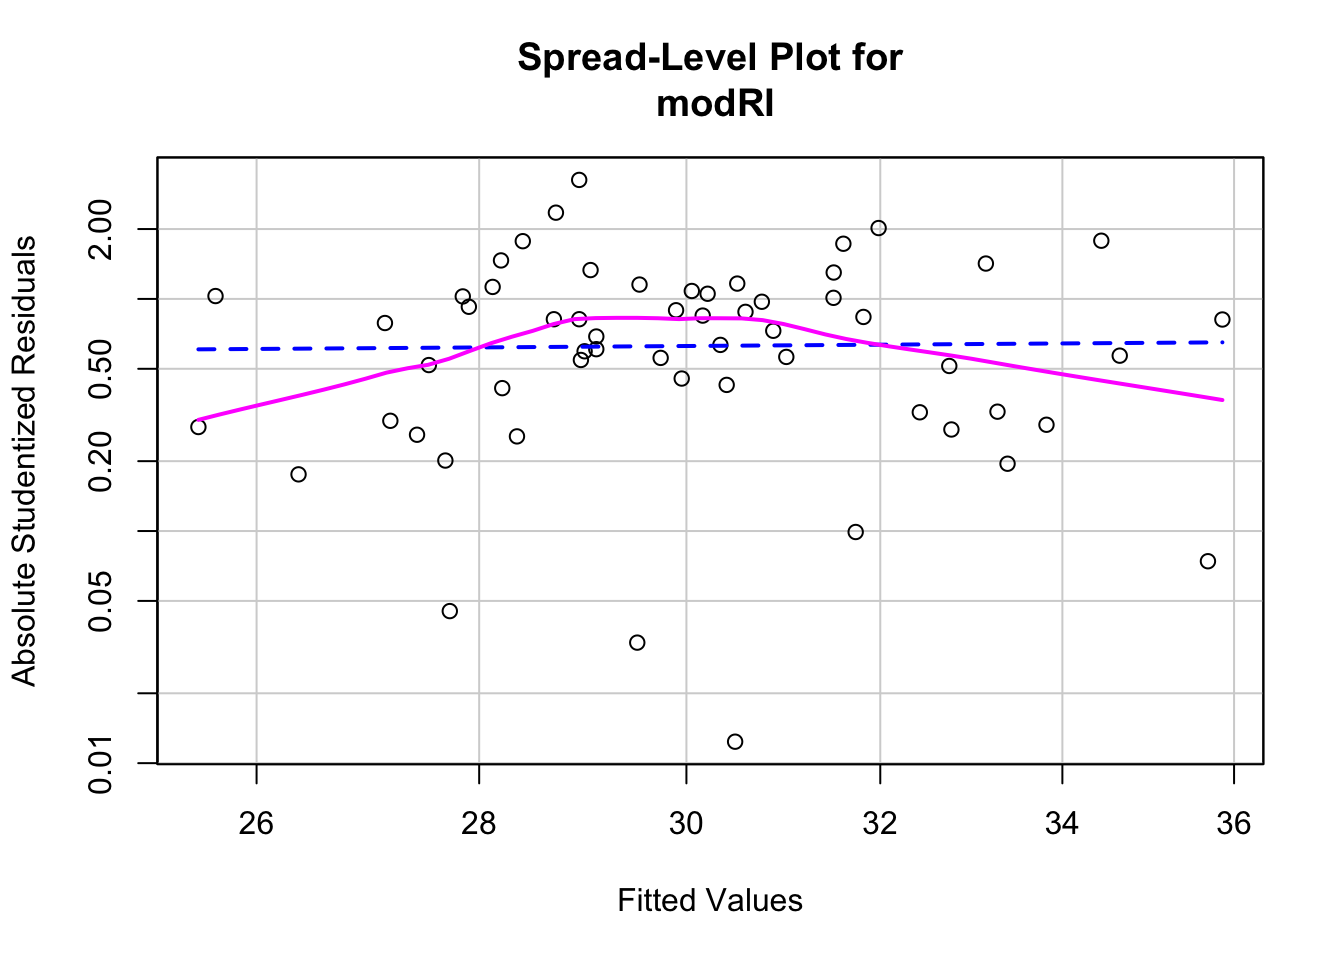 Spread-Level Plot for
modRI
Absolute Studentized Residuals
2.00
0.50
0.20
0.05
0.01
26 28 30 32 34 36
Fitted Values